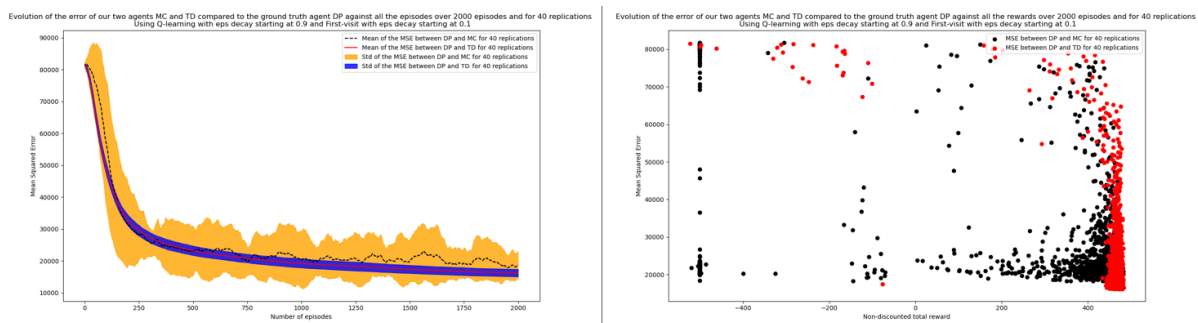 Evolution of the error of our two agents MC and TD compared to the ground truth agent DP against all the episodes over 2000 episodes and for 40 replications
Using Q-learning with eps decay starting at 0.9 and First-visit with eps decay starting at 0.1
Mean of the MSE between DP and MC for 40 replications
Mean of the MSE between DP and TD for 40 replications
Std of the MSE between DP and MC for 40 replications
Std of the MSE between DP and TD for 40 replications
Mean Squared Error
90000
80000
70000
60000
50000
40000
30000
20000
10000
0 250 500 750 1000 1250 1500 1750 2000
Number of episodes
Evolution of the error of our two agents MC and TD compared to the ground truth agent DP against all the rewards over 2000 episodes and for 40 replications
Using Q-learning with eps decay starting at 0.9 and First-visit with eps decay starting at 0.1
MSE between DP and MC for 40 replications
MSE between DP and TD for 40 replications
Mean Squared Error
80000
70000
60000
50000
40000
30000
20000
−400 −200 0 200 400
Non-discounted total reward